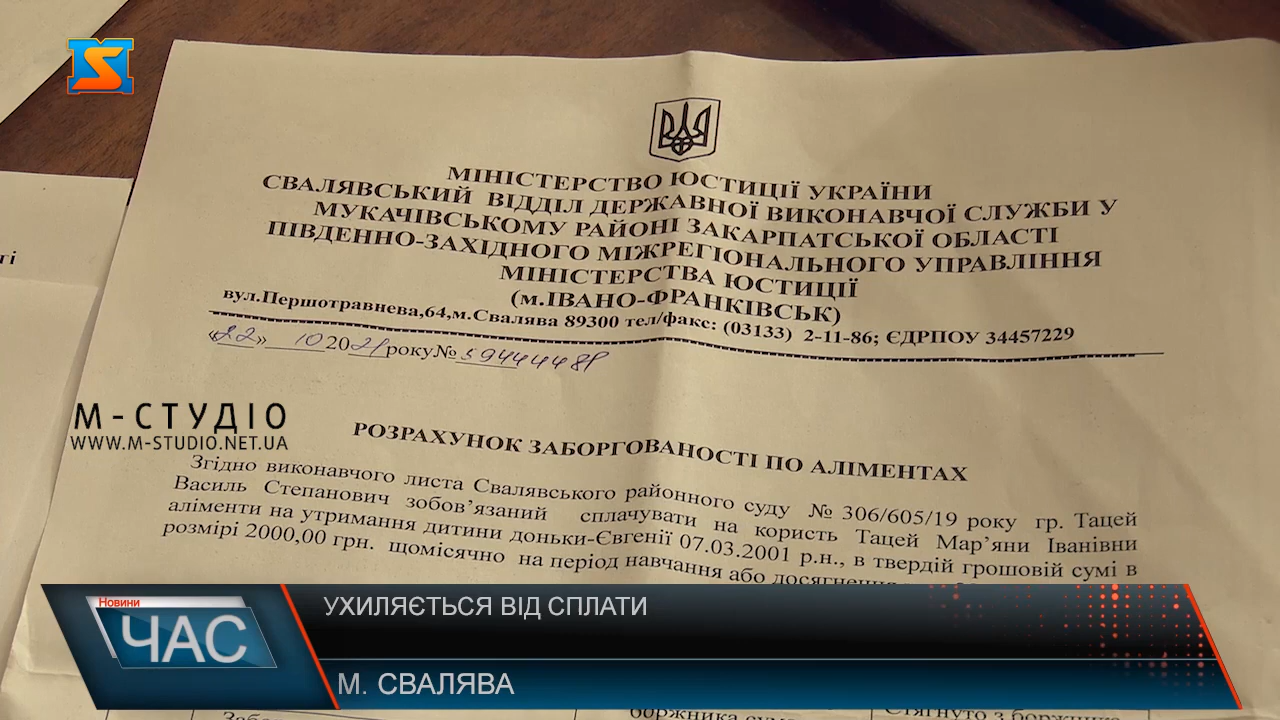 МІНІСТЕРСТВО ЮСТИЦІЇ УКРАЇНИ
СВАЛЯВСЬКИЙ ВІДДІЛ ДЕРЖАВНОЇ ВИКОНАВЧОЇ СЛУЖБИ У
МУКАЧІВСЬКОМУ РАЙОНІ ЗАКАРПАТСЬКОЇ ОБЛАСТІ
ПІВДЕННО-ЗАХІДНОГО МІЖРЕГІОНАЛЬНОГО УПРАВЛІННЯ
МІНІСТЕРСТВА ЮСТИЦІЇ
(м.ІВАНО-ФРАНКІВСЬК)
вул.Першотравнева,64,м.Свалява 89300 тел/факс: (03133) 2-11-86; ЄДРПОУ 34457229
«22» 10 2021 року №
М-СТУДІО
WWW.M-STUDIO.NET.UA
РОЗРАХУНОК ЗАБОРГОВАНОСТІ ПО АЛІМЕНТАХ
Згідно виконавчого листа Свалявського районного суду № 306/605/19 року гр. Тацей
Василь Степанович зобов’язаний сплачувати на користь Тацей Мар’яни Іванівни
аліменти на утримання дитини доньки-Євгенії 07.03.2001 р.н., в твердій грошовій сумі в
розмірі 2000,00 грн. щомісячно на період навчання або досягнення
Новини
ЧАС
УХИЛЯЄТЬСЯ ВІД СПЛАТИ
М. СВАЛЯВА
боржника
Стягнуто з боржника